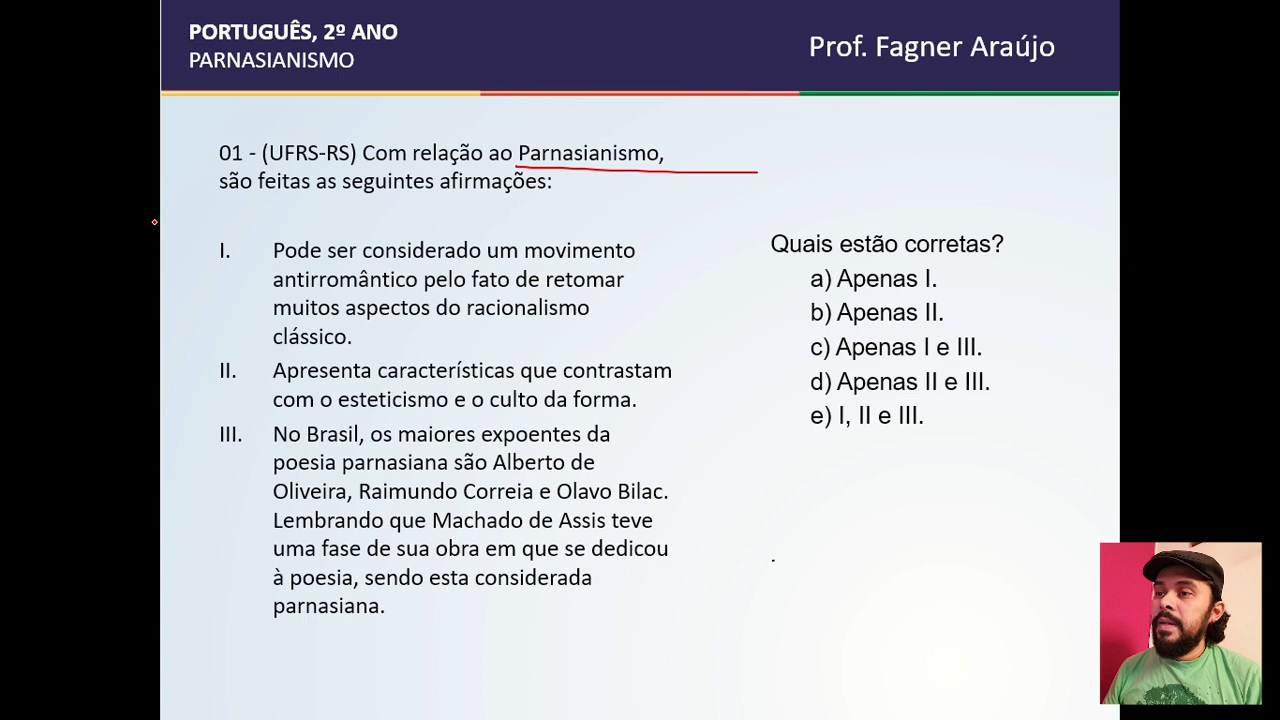 PORTUGUÊS, 2º ANO
PARNASIANISMO
Prof. Fagner Araújo
01 - (UFRS-RS) Com relação ao Parnasianismo,
são feitas as seguintes afirmações:
I. Pode ser considerado um movimento
antirromântico pelo fato de retomar
muitos aspectos do racionalismo
clássico.
II. Apresenta características que contrastam
com o esteticismo e o culto da forma.
III. No Brasil, os maiores expoentes da
poesia parnasiana são Alberto de
Oliveira, Raimundo Correia e Olavo Bilac.
Lembrando que Machado de Assis teve
uma fase de sua obra em que se dedicou
à poesia, sendo esta considerada
parnasiana.
Quais estão corretas?
a) Apenas I.
b) Apenas II.
c) Apenas I e III.
d) Apenas II e III.
e) I, II e III.